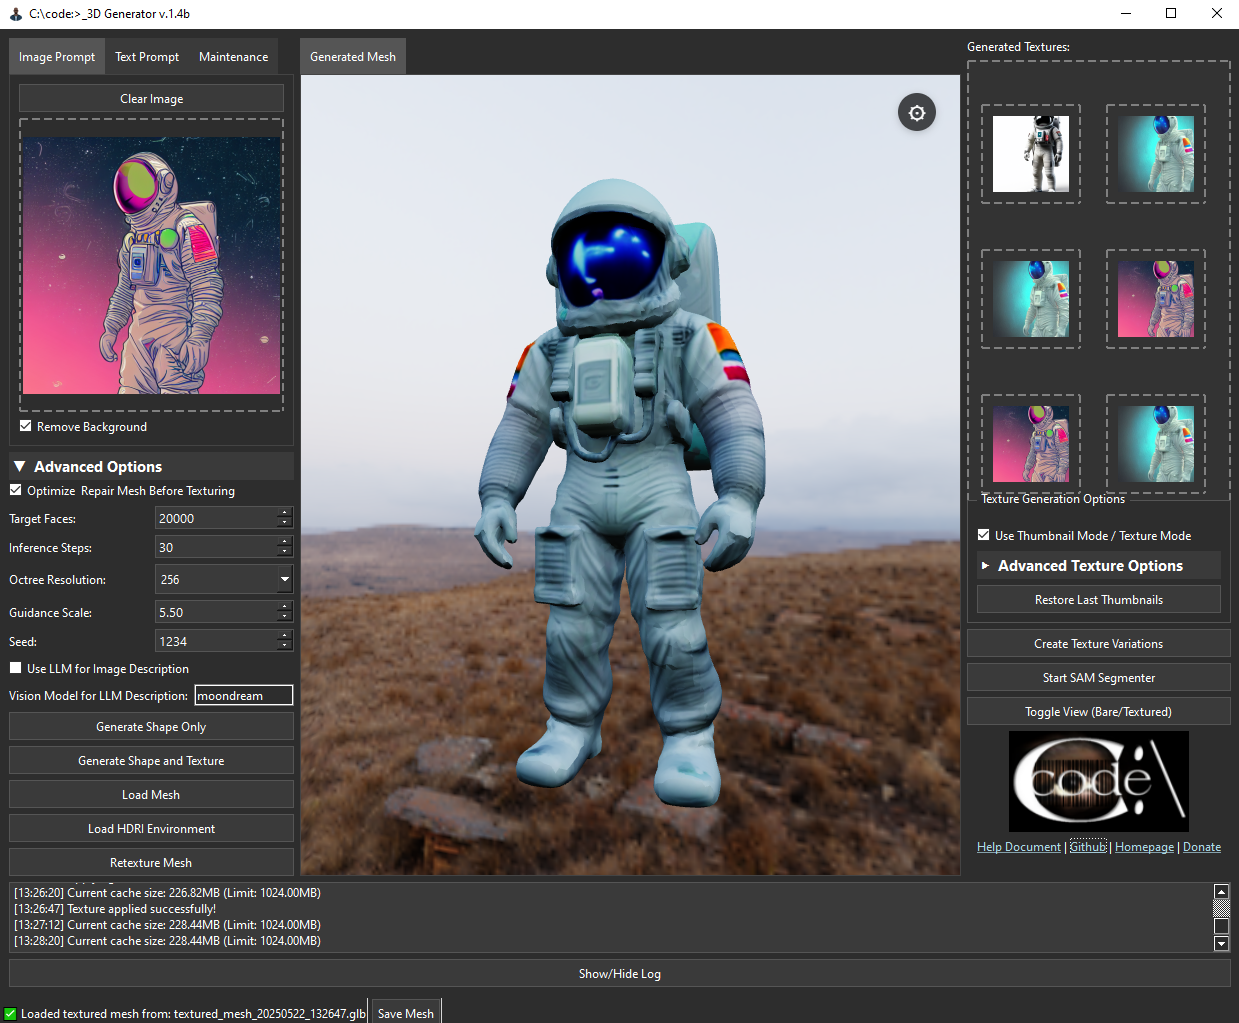 C:\code:>_3D Generator v.1.4b
Image Prompt
Text Prompt
Maintenance
Generated Mesh
Generated Textures:
Clear Image
Remove Background
Advanced Options
Optimize Repair Mesh Before Texturing
Target Faces: 20000
Inference Steps: 30
Octree Resolution: 256
Guidance Scale: 5.50
Seed: 1234
Use LLM for Image Description
Vision Model for LLM Description: moondream
Generate Shape Only
Generate Shape and Texture
Load Mesh
Load HDRI Environment
Retexture Mesh
Texture Generation Options
Use Thumbnail Mode / Texture Mode
Advanced Texture Options
Restore Last Thumbnails
Create Texture Variations
Start SAM Segmenter
Toggle View (Bare/Textured)
C:\
code
Help Document | Github | Homepage | Donate
[13:26:20] Current cache size: 226.82MB (Limit: 1024.00MB)
[13:26:47] Texture applied successfully!
[13:27:12] Current cache size: 228.44MB (Limit: 1024.00MB)
[13:28:20] Current cache size: 228.44MB (Limit: 1024.00MB)
Show/Hide Log
Loaded textured mesh from: textured_mesh_20250522_132647.glb
Save Mesh